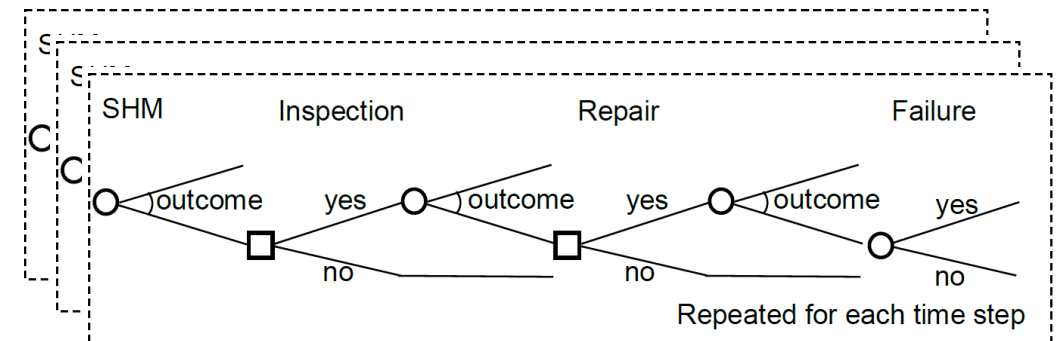 SHM Inspection Repair Failure
outcome yes outcome yes outcome yes
no no no
Repeated for each time step